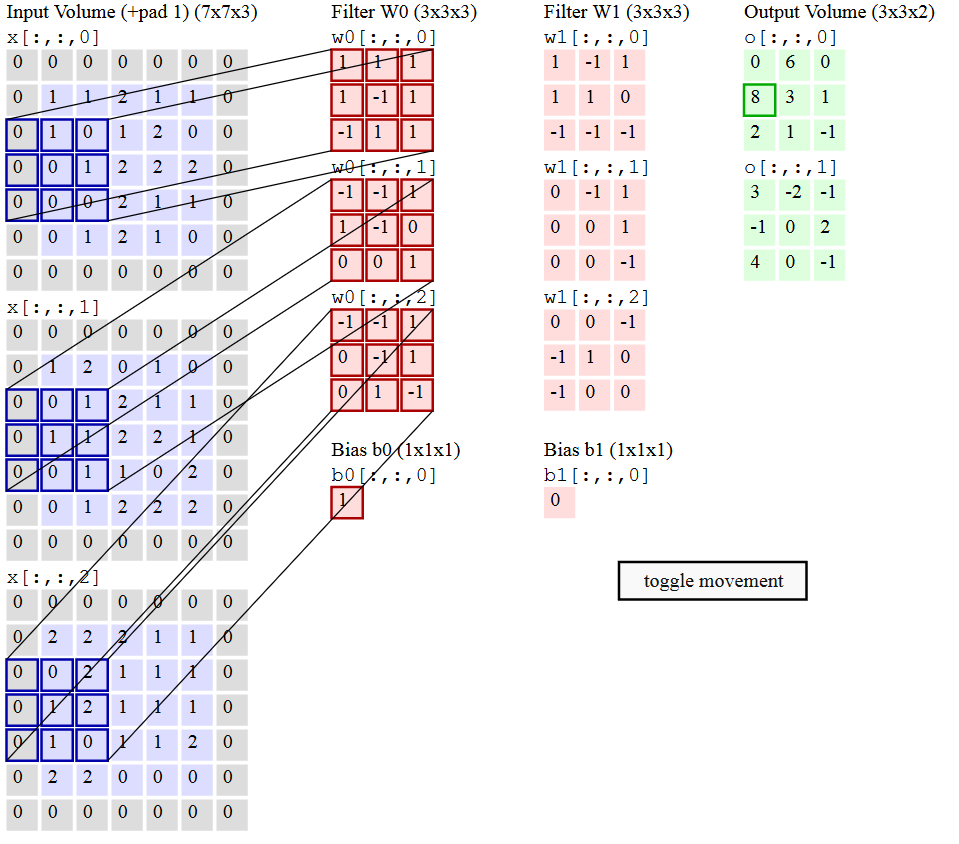 Input Volume (+pad 1) (7x7x3)
x[:,:,0]
0 0 0 0 0 0 0
0 1 1 2 1 1 0
0 1 0 1 2 0 0
0 0 1 2 2 2 0
0 0 0 2 1 1 0
0 0 1 2 1 0 0
0 0 0 0 0 0 0
x[:,:,1]
0 0 0 0 0 0 0
0 1 2 0 1 0 0
0 0 1 2 1 1 0
0 1 1 2 2 1 0
0 0 1 1 0 2 0
0 0 1 2 2 2 0
0 0 0 0 0 0 0
x[:,:,2]
0 0 0 0 0 0 0
0 2 2 2 1 1 0
0 0 2 1 1 1 0
0 1 2 1 1 1 0
0 1 0 1 1 2 0
0 2 2 0 0 0 0
0 0 0 0 0 0 0
Filter W0 (3x3x3)
w0[:,:,0]
1 1 1
1 -1 1
-1 1 1
w0[:,:,1]
-1 -1 1
1 -1 0
0 0 1
w0[:,:,2]
-1 -1 1
0 -1 1
0 1 -1
Bias b0 (1x1x1)
b0[:,:,0]
1
Filter W1 (3x3x3)
w1[:,:,0]
1 -1 1
1 1 0
-1 -1 -1
w1[:,:,1]
0 -1 1
0 0 1
0 0 -1
w1[:,:,2]
0 0 -1
-1 1 0
-1 0 0
Bias b1 (1x1x1)
b1[:,:,0]
0
Output Volume (3x3x2)
o[:,:,0]
0 6 0
8 3 1
2 1 -1
o[:,:,1]
3 -2 -1
-1 0 2
4 0 -1
toggle movement